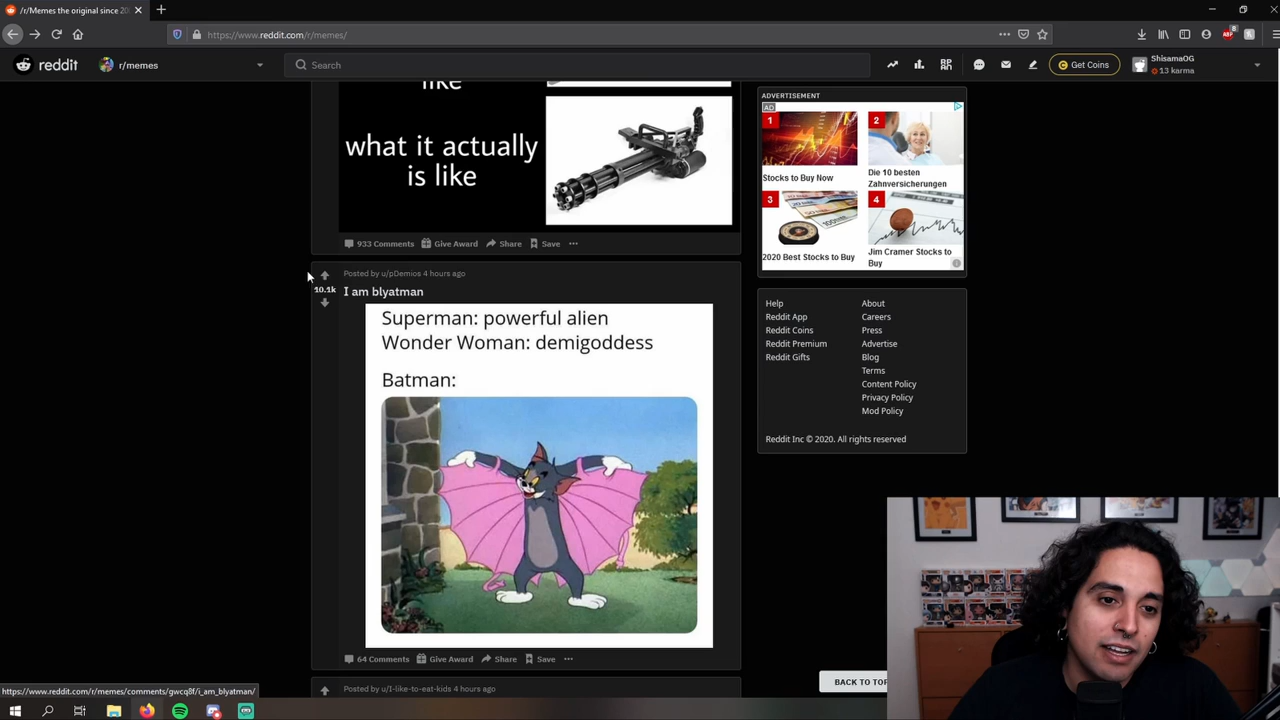 /r/Memes the original since 20
https://www.reddit.com/r/memes/
reddit
r/memes
Search
Get Coins
ShisamaOG
13 karma
like
what it actually
is like
933 Comments Give Award Share Save
Posted by u/pDemios 4 hours ago
10.1k
I am blyatman
Superman: powerful alien
Wonder Woman: demigoddess
Batman:
64 Comments Give Award Share Save
Posted by u/I-like-to-eat-kids 4 hours ago
ADVERTISEMENT
AD
1
Stocks to Buy Now
2
Die 10 besten
Zahnversicherungen
3
2020 Best Stocks to Buy
4
Jim Cramer Stocks to
Buy
Help
Reddit App
Reddit Coins
Reddit Premium
Reddit Gifts
About
Careers
Press
Advertise
Blog
Terms
Content Policy
Privacy Policy
Mod Policy
Reddit Inc © 2020. All rights reserved
BACK TO TOP
https://www.reddit.com/r/memes/comments/gwcq8f/i_am_blyatman/